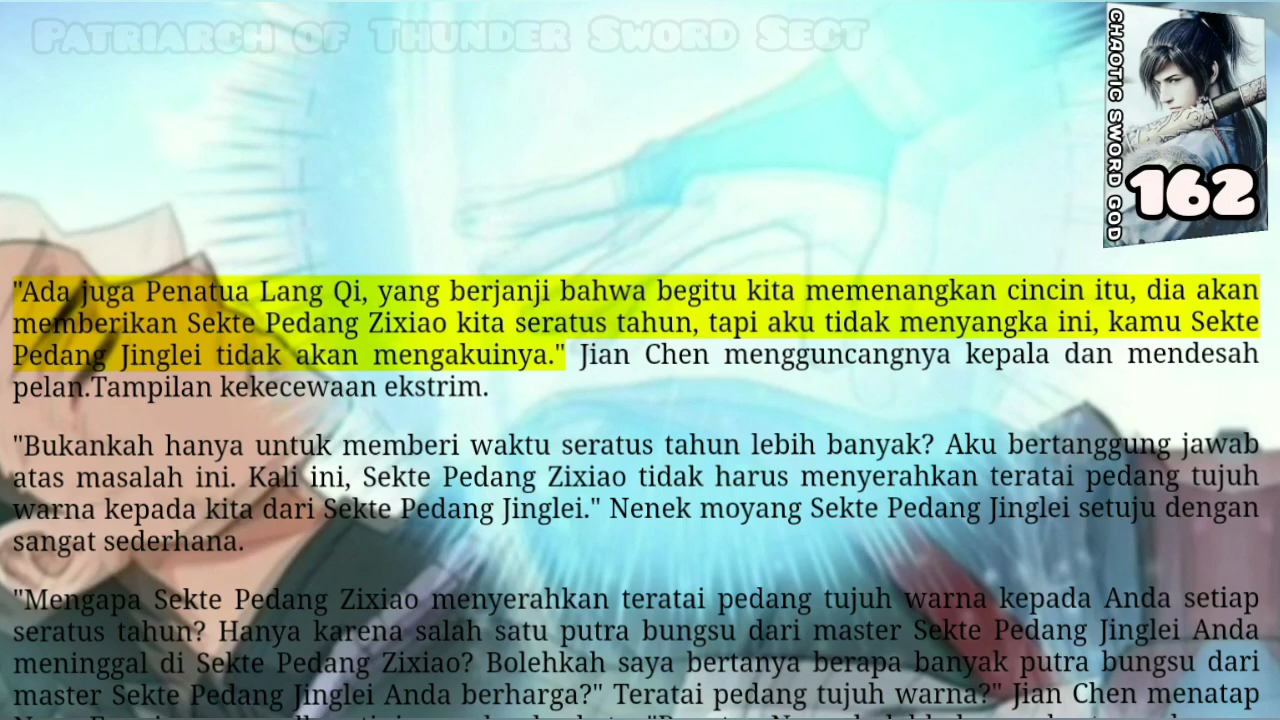 PATRIARCH OF THUNDER SWORD SECT
CHAOTIC SWORD GOD
162
"Ada juga Penatua Lang Qi, yang berjanji bahwa begitu kita memenangkan cincin itu, dia akan
memberikan Sekte Pedang Zixiao kita seratus tahun, tapi aku tidak menyangka ini, kamu Sekte
Pedang Jinglei tidak akan mengakuinya." Jian Chen mengguncangnya kepala dan mendesah
pelan.Tampilan kekecewaan ekstrim.
"Bukankah hanya untuk memberi waktu seratus tahun lebih banyak? Aku bertanggung jawab
atas masalah ini. Kali ini, Sekte Pedang Zixiao tidak harus menyerahkan teratai pedang tujuh
warna kepada kita dari Sekte Pedang Jinglei." Nenek moyang Sekte Pedang Jinglei setuju dengan
sangat sederhana.
"Mengapa Sekte Pedang Zixiao menyerahkan teratai pedang tujuh warna kepada Anda setiap
seratus tahun? Hanya karena salah satu putra bungsu dari master Sekte Pedang Jinglei Anda
meninggal di Sekte Pedang Zixiao? Bolehkah saya bertanya berapa banyak putra bungsu dari
master Sekte Pedang Jinglei Anda berharga?" Teratai pedang tujuh warna?" Jian Chen menatap